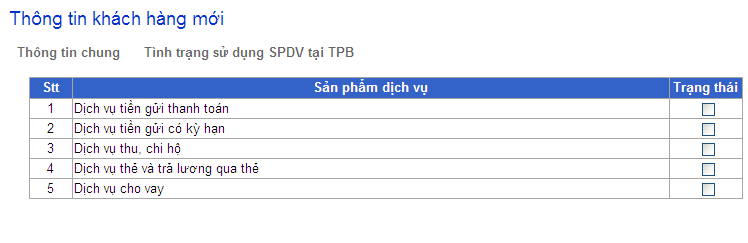 Thông tin khách hàng mới
Thông tin chung Tình trạng sử dụng SPDV tại TPB
Stt Sản phẩm dịch vụ Trạng thái
1 Dịch vụ tiền gửi thanh toán
2 Dịch vụ tiền gửi có kỳ hạn
3 Dịch vụ thu, chi hộ
4 Dịch vụ thẻ và trả lương qua thẻ
5 Dịch vụ cho vay